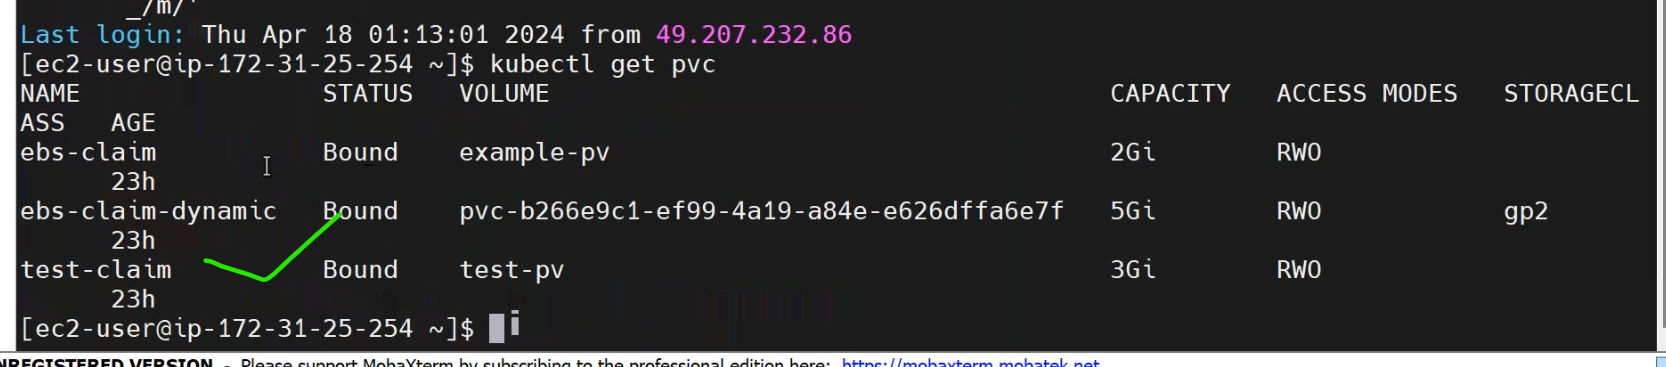 _/m/'
Last login: Thu Apr 18 01:13:01 2024 from 49.207.232.86
[ec2-user@ip-172-31-25-254 ~]$ kubectl get pvc
NAME STATUS VOLUME CAPACITY ACCESS MODES STORAGECL
ASS AGE
ebs-claim Bound example-pv 2Gi RWO
23h
ebs-claim-dynamic Bound pvc-b266e9c1-ef99-4a19-a84e-e626dffa6e7f 5Gi RWO gp2
23h
test-claim Bound test-pv 3Gi RWO
23h
[ec2-user@ip-172-31-25-254 ~]$
NREGISTERED VERSION - Please support MobaXterm by subscribing to the professional edition here: https://mobaxterm.mobatek.net